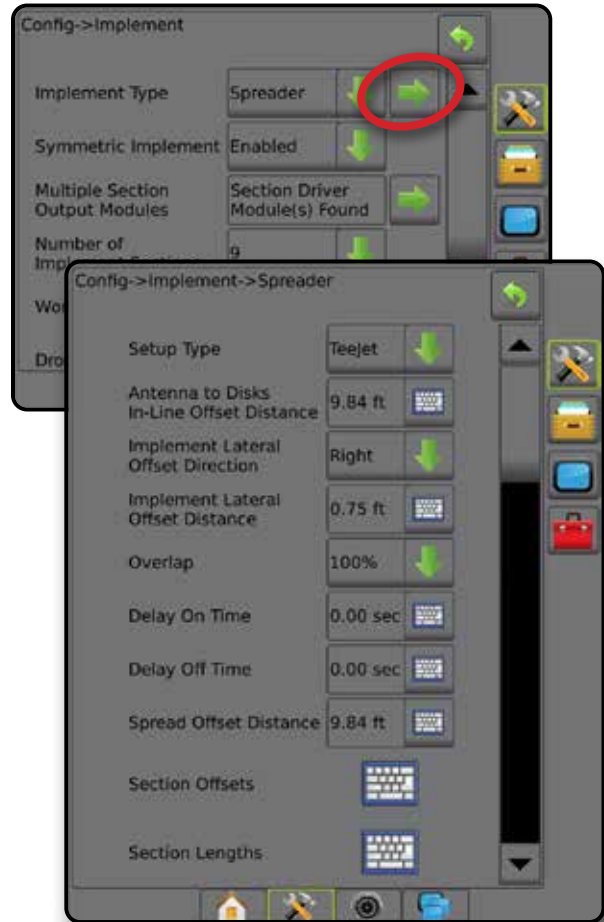 Config->Implement
Implement Type
Spreader
Symmetric Implement
Enabled
Multiple Section
Output Modules
Section Driver
Module(s) Found
Number of
9
Config->Implement->Spreader
Setup Type
TeeJet
Antenna to Disks
In-Line Offset Distance
9.84 ft
Implement Lateral
Offset Direction
Right
Implement Lateral
Offset Distance
0.75 ft
Overlap
100%
Delay On Time
0.00 sec
Delay Off Time
0.00 sec
Spread Offset Distance
9.84 ft
Section Offsets
Section Lengths